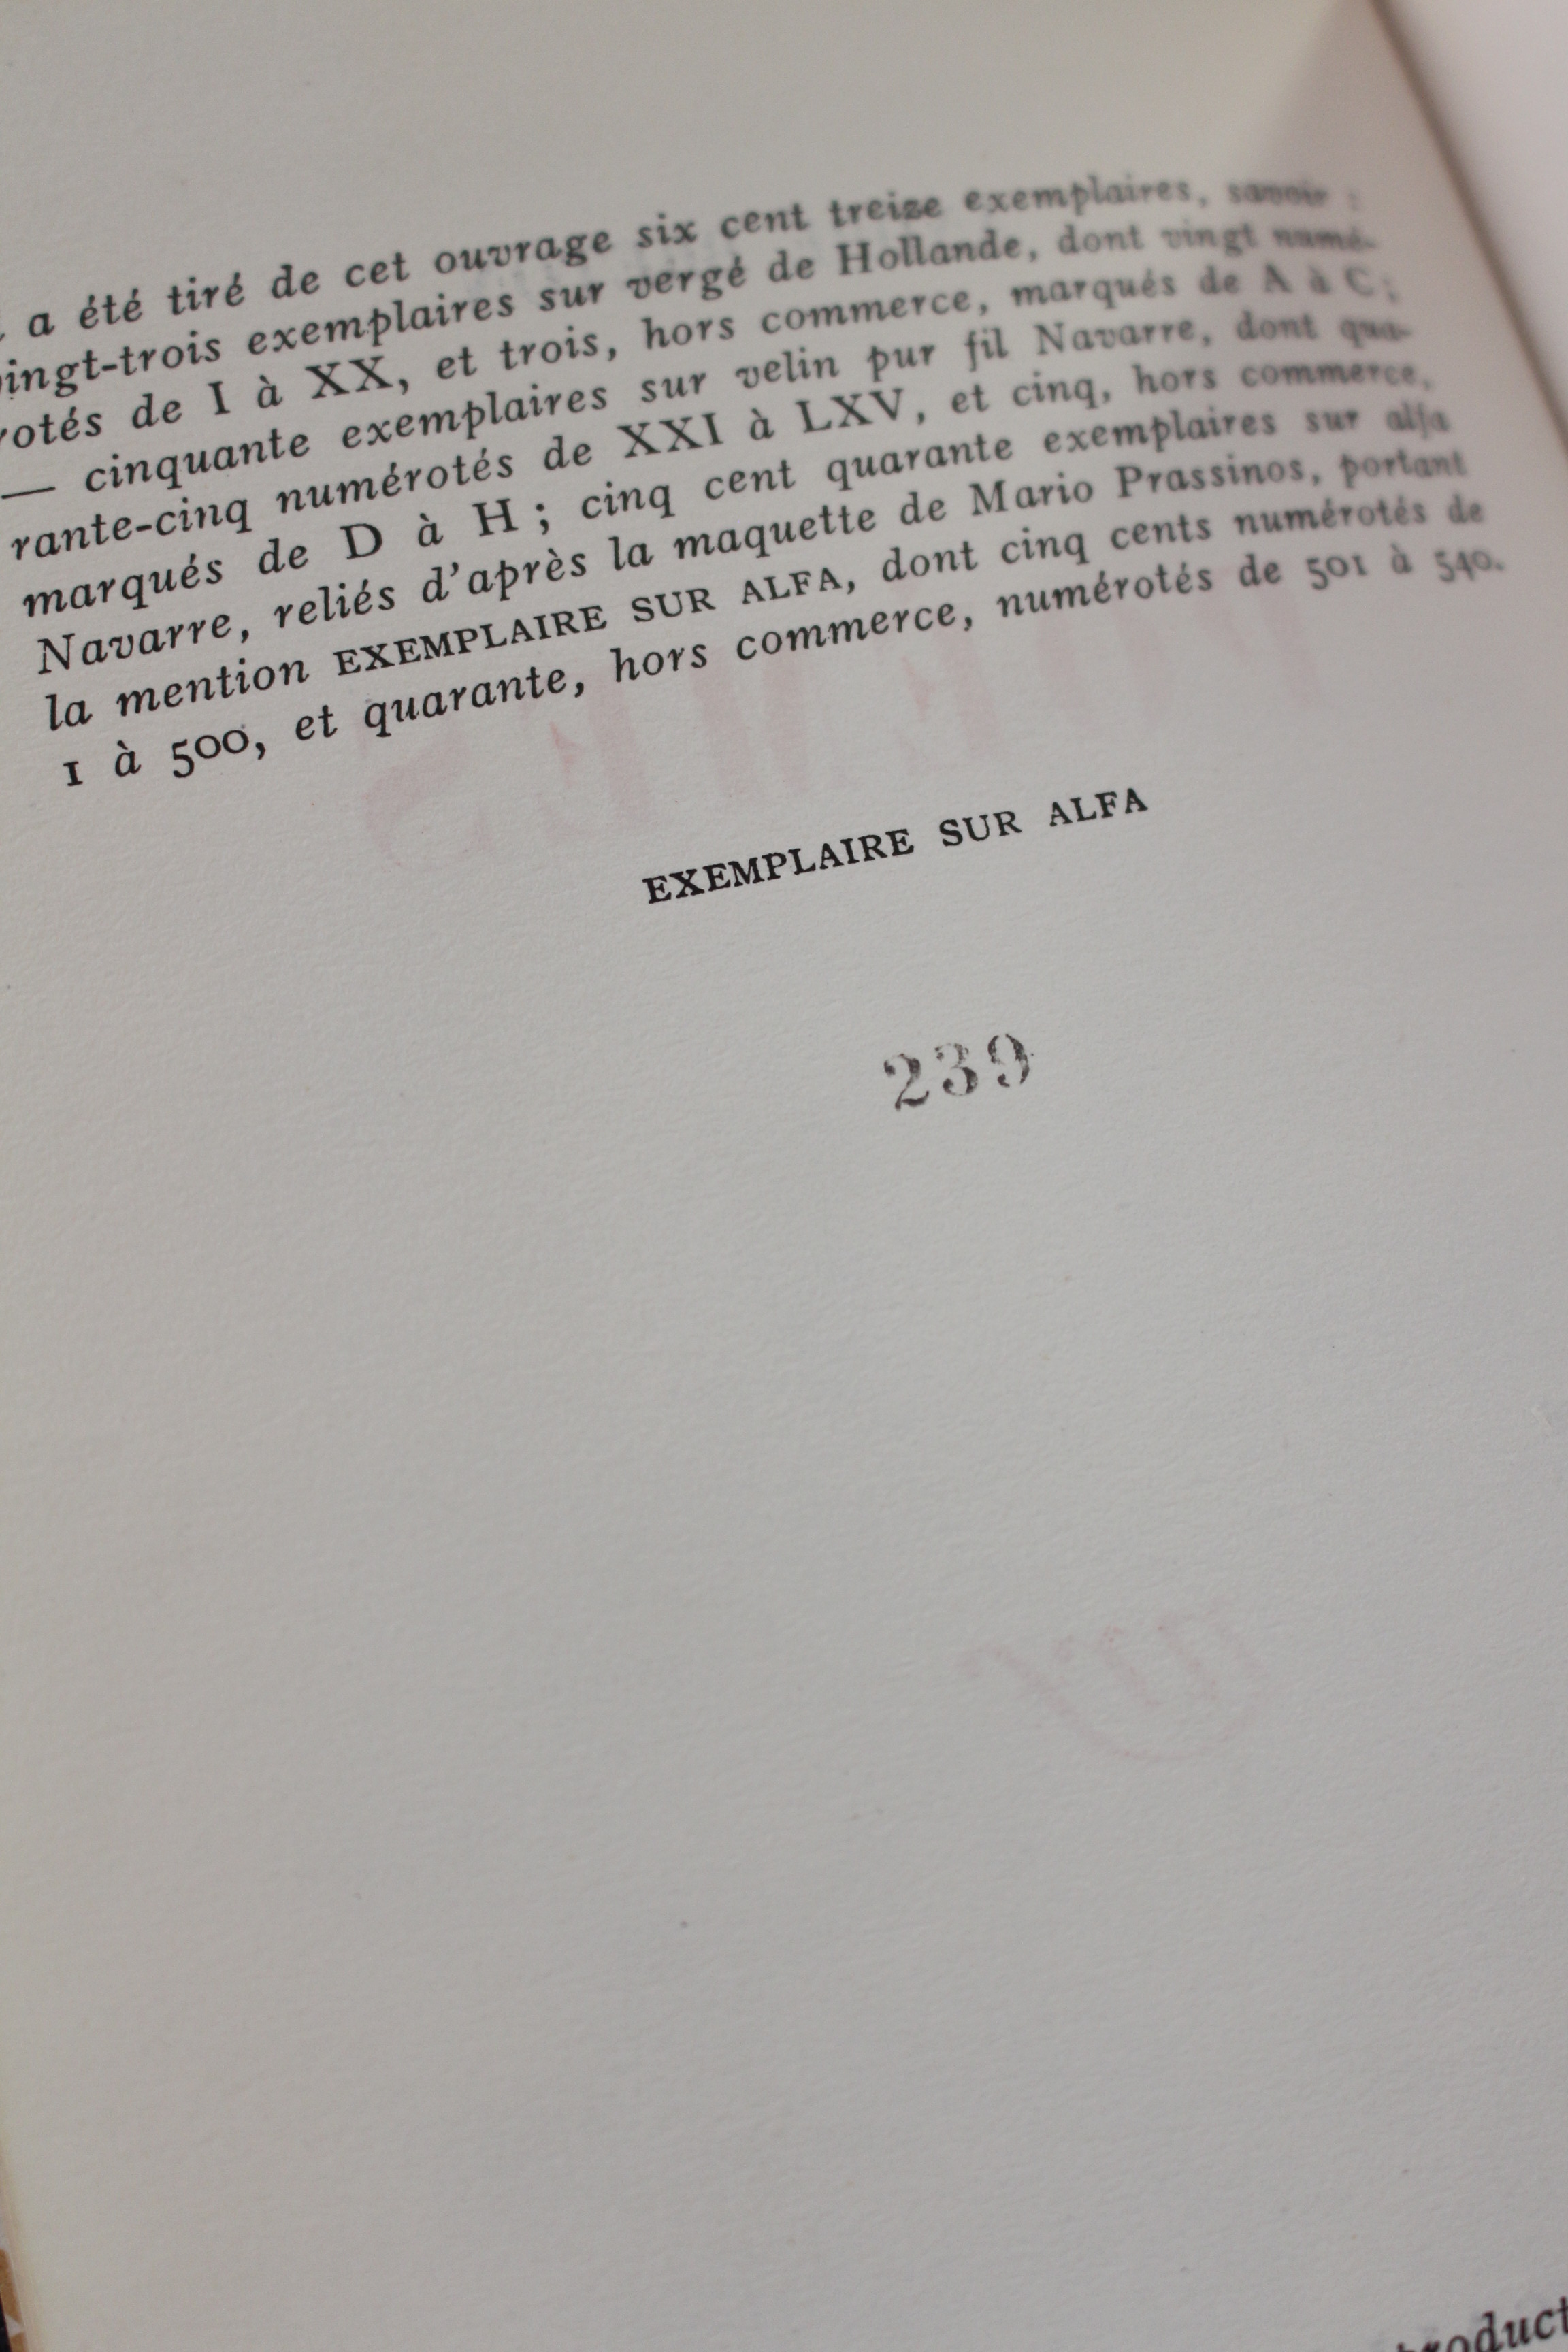 a été tiré de cet ouvrage six cent treize exemplaires, savoir :
vingt-trois exemplaires sur vergé de Hollande, dont vingt numé-
rotés de I à XX, et trois, hors commerce, marqués de A à C;
— cinquante exemplaires sur velin pur fil Navarre, dont qua-
rante-cinq numérotés de XXI à LXV, et cinq, hors commerce,
marqués de D à H ; cinq cent quarante exemplaires sur alfa
Navarre, reliés d'après la maquette de Mario Prassinos, portant
la mention EXEMPLAIRE SUR ALFA, dont cinq cents numérotés de
1 à 500, et quarante, hors commerce, numérotés de 501 à 540.
EXEMPLAIRE SUR ALFA
239